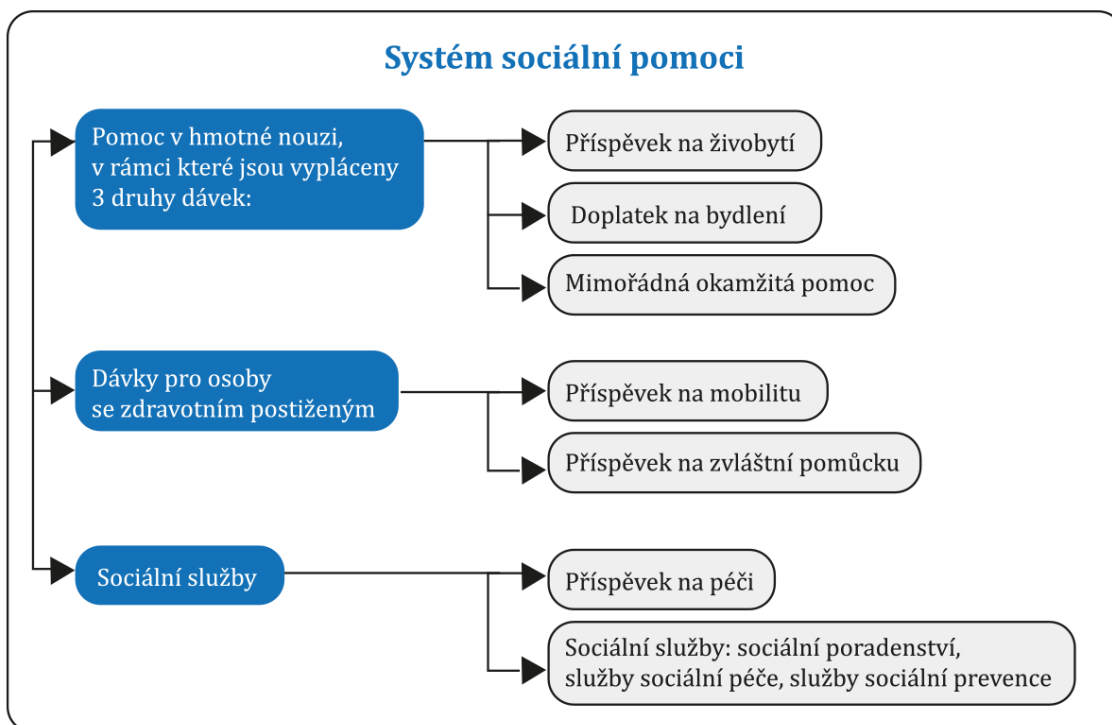 Systém sociální pomoci
Pomoc v hmotné nouzi,
v rámci které jsou vypláceny
3 druhy dávek:
Příspěvek na živobytí
Doplatek na bydlení
Mimořádná okamžitá pomoc
Dávky pro osoby
se zdravotním postiženým
Příspěvek na mobilitu
Příspěvek na zvláštní pomůcku
Sociální služby
Příspěvek na péči
Sociální služby: sociální poradenství,
služby sociální péče, služby sociální prevence